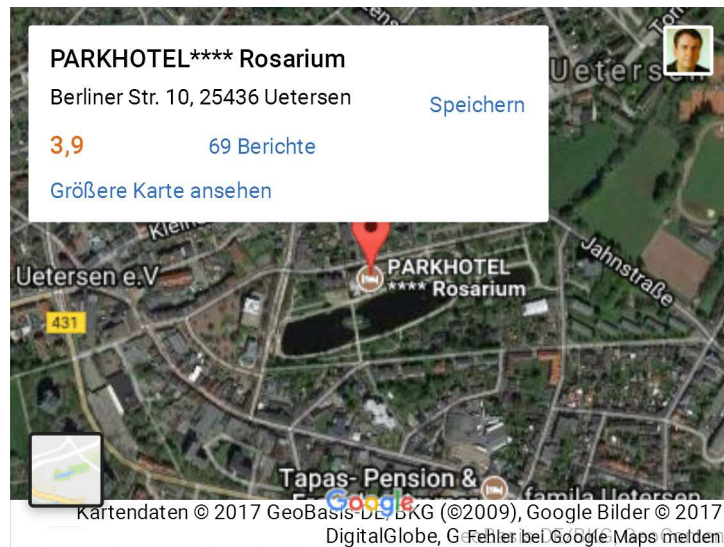 PARKHOTEL**** Rosarium
Berliner Str. 10, 25436 Uetersen
Speichern
3,9
69 Berichte
Größere Karte ansehen
Jahnstraße
Uetersen e.V
PARKHOTEL
**** Rosarium
431
Tapas- Pension &
famila Uetersen
Google
Kartendaten © 2017 GeoBasis-DE/BKG (©2009), Google Bilder © 2017
DigitalGlobe, Fehler bei Google Maps melden